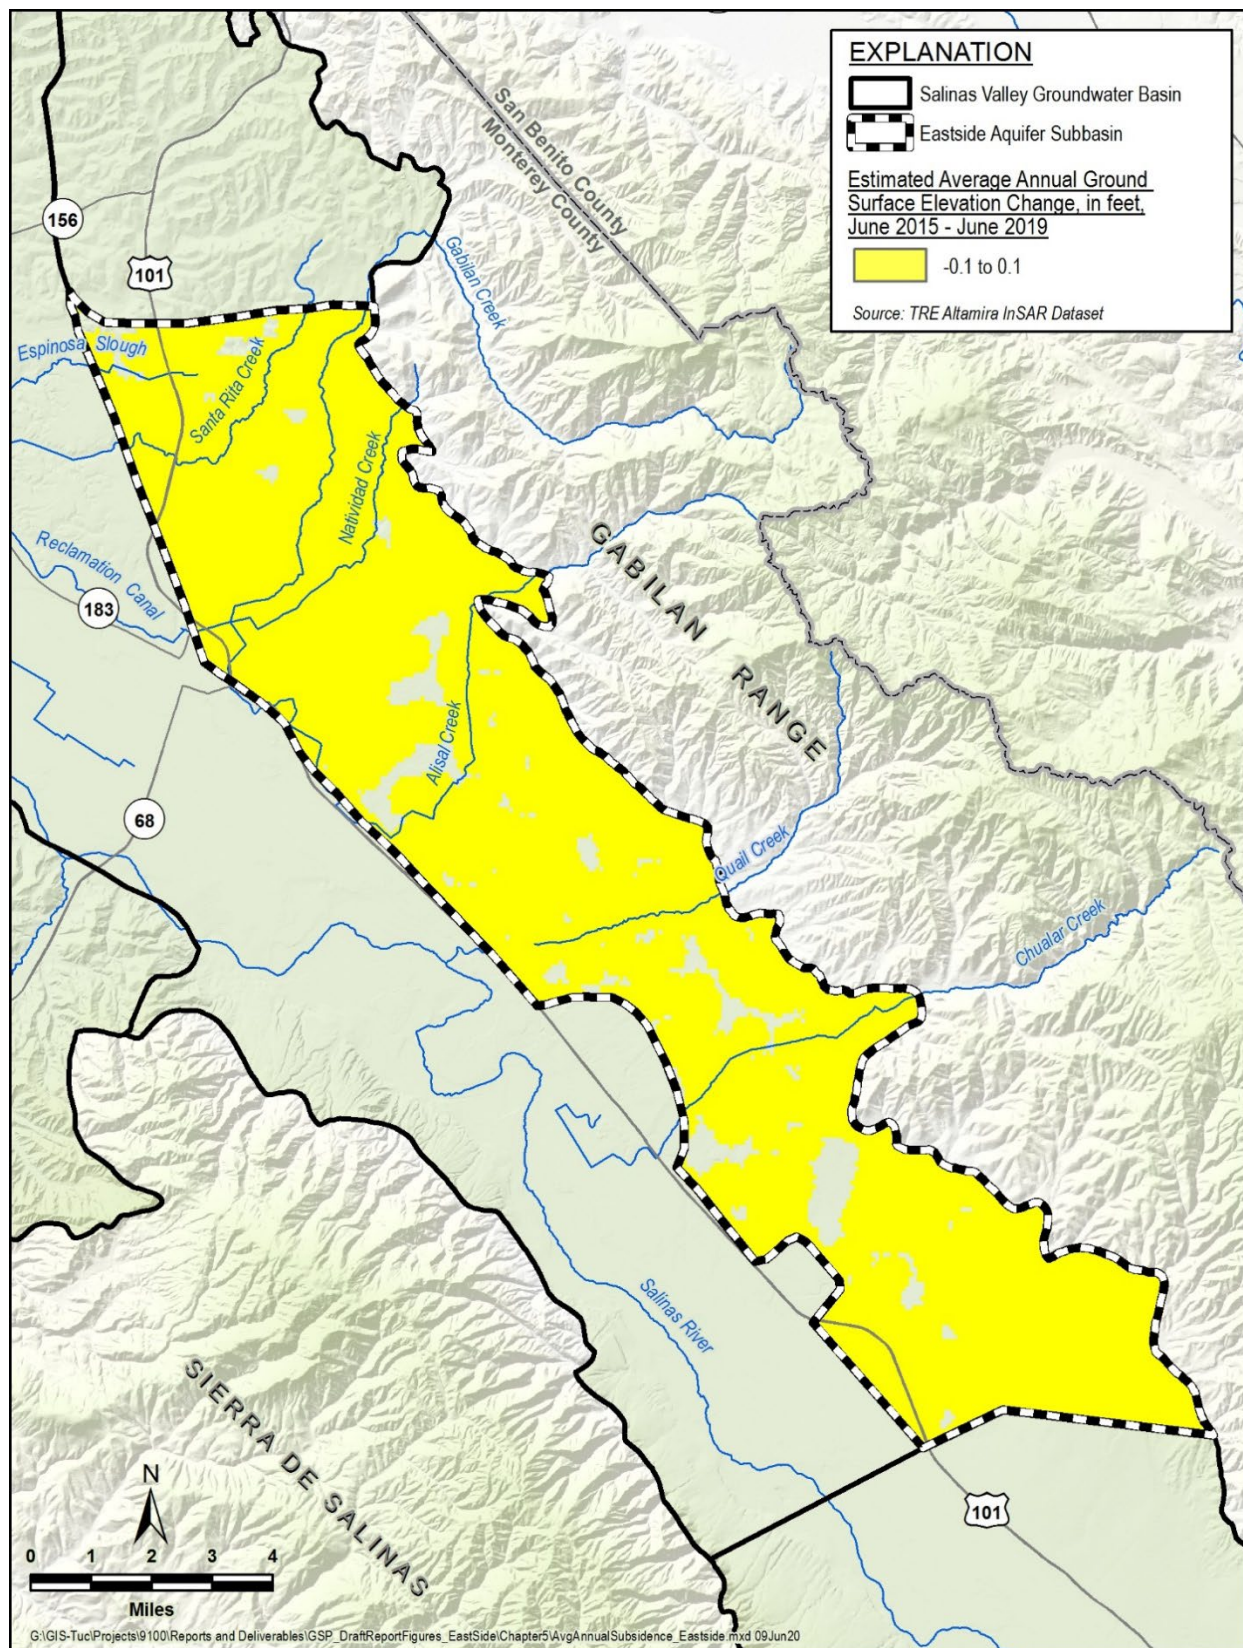 EXPLANATION
Salinas Valley Groundwater Basin
Eastside Aquifer Subbasin
Estimated Average Annual Ground
Surface Elevation Change, in feet,
June 2015 - June 2019
-0.1 to 0.1
Source: TRE Altamira InSAR Dataset
San Benito County
Monterey County
156
101
Gabilan Creek
Espinosa Slough
Santa Rita Creek
Natividad Creek
Reclamation Canal
183
GABILAN RANGE
Alisal Creek
68
Quail Creek
Chualar Creek
Salinas River
SIERRA DE SALINAS
101
N
0 1 2 3 4
Miles
G:\GIS-Tuc\Projects\9100\Reports and Deliverables\GSP_DraftReportFigures_EastSide\Chapter5\AvgAnnualSubsidence_Eastside.mxd 09Jun20